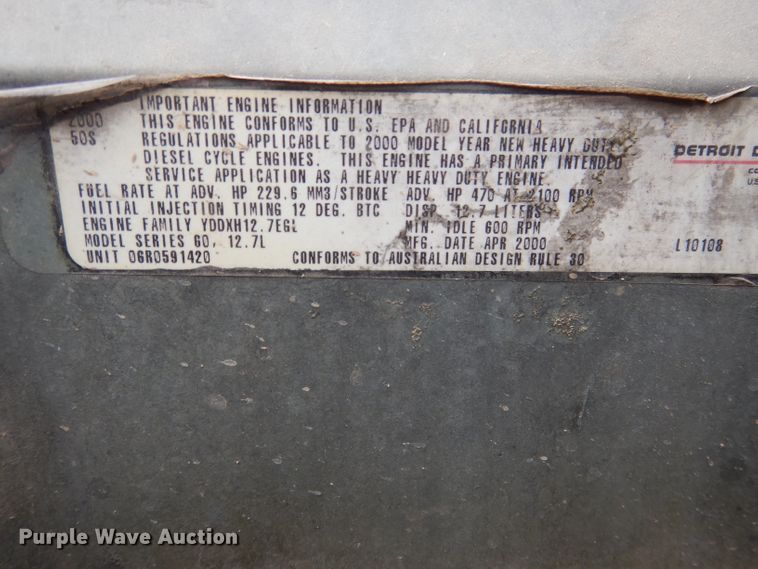 IMPORTANT ENGINE INFORMATION
2000 THIS ENGINE CONFORMS TO U.S. EPA AND CALIFORNIA
50S REGULATIONS APPLICABLE TO 2000 MODEL YEAR NEW HEAVY DUTY
DIESEL CYCLE ENGINES. THIS ENGINE HAS A PRIMARY INTENDED
SERVICE APPLICATION AS A HEAVY HEAVY DUTY ENGINE.
FUEL RATE AT ADV. HP 229.6 MM3/STROKE ADV. HP 470 AT 2100 RPM
INITIAL INJECTION TIMING 12 DEG. BTC DISP. 12.7 LITERS
ENGINE FAMILY YDDXH12.7EGL MIN. IDLE 600 RPM
MODEL SERIES 60, 12.7L MFG. DATE APR 2000
UNIT 06R0591420 CONFORMS TO AUSTRALIAN DESIGN RULE 30
DETROIT D
L10108
Purple Wave Auction